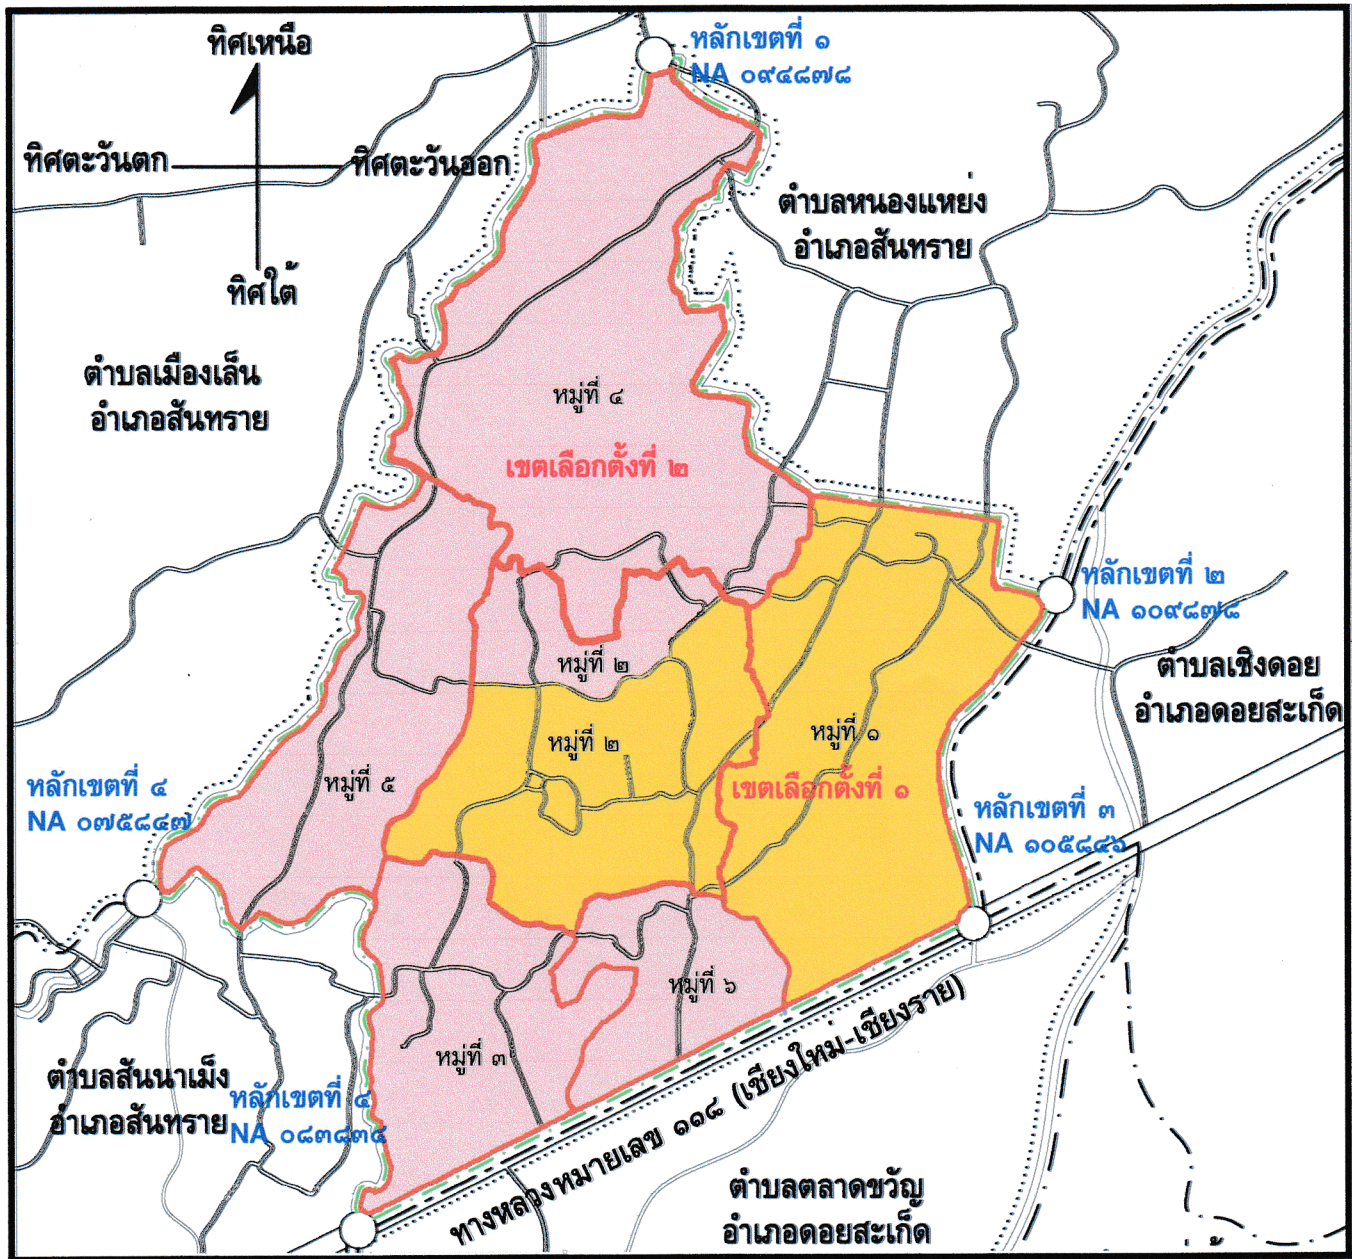 ทิศเหนือ
หลักเขตที่ ๑
NA ๐๙๔๘๗๘
ทิศตะวันตก
ทิศตะวันออก
ตำบลหนองแหย่ง
อำเภอสันทราย
ทิศใต้
ตำบลเมืองเล็น
อำเภอสันทราย
หมู่ที่ ๔
เขตเลือกตั้งที่ ๒
หลักเขตที่ ๒
NA ๑๐๙๘๗๘
หมู่ที่ ๒
ตำบลเชิงดอย
อำเภอดอยสะเก็ด
หมู่ที่ ๑
หมู่ที่ ๒
หมู่ที่ ๕
เขตเลือกตั้งที่ ๑
หลักเขตที่ ๔
NA ๐๗๕๘๔๗
หลักเขตที่ ๓
NA ๑๐๕๘๔๖
หมู่ที่ ๖
หมู่ที่ ๓
ตำบลสันนาเม็ง
อำเภอสันทราย
หลักเขตที่ ๔
NA ๐๘๓๘๓๕
ทางหลวงหมายเลข ๑๑๘ (เชียงใหม่-เชียงราย)
ตำบลตลาดขวัญ
อำเภอดอยสะเก็ด